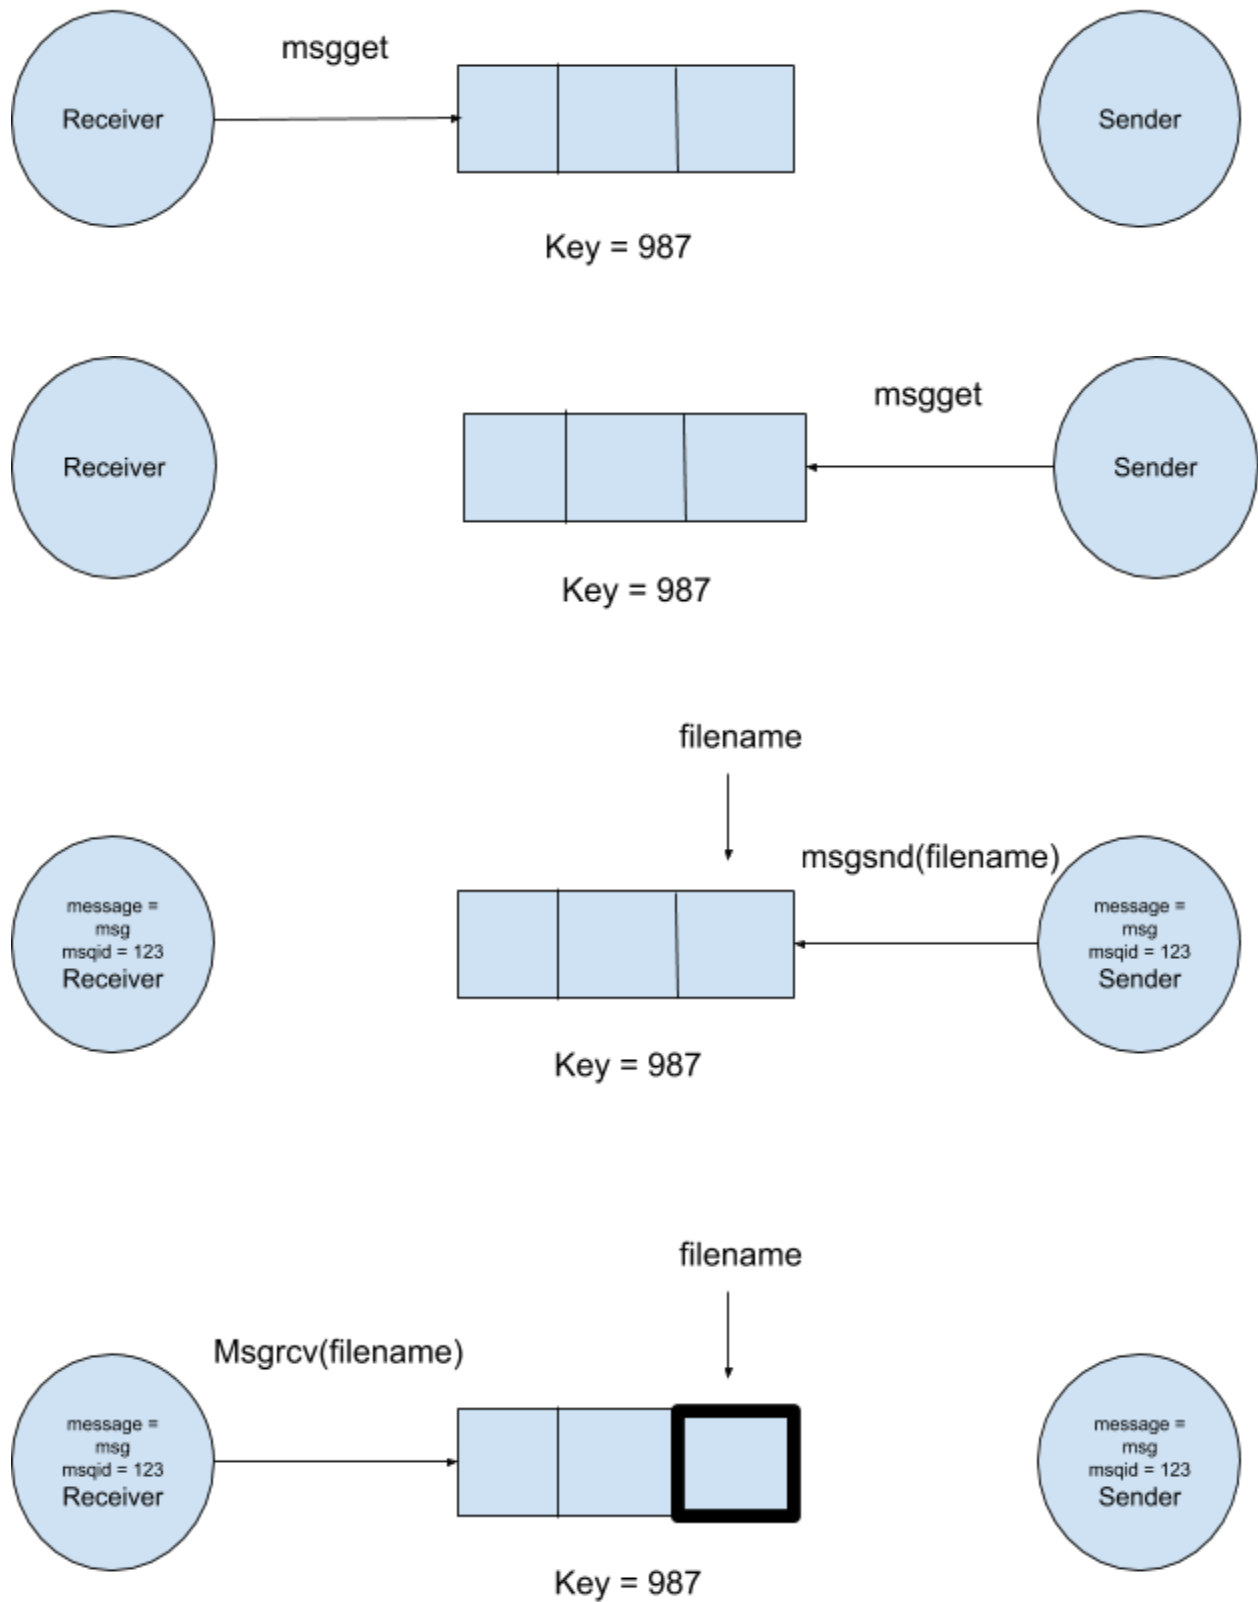 msgget
Receiver
Sender
Key = 987
msgget
Receiver
Sender
Key = 987
filename
msgsnd(filename)
message =
msg
msqid = 123
Receiver
message =
msg
msqid = 123
Sender
Key = 987
filename
Msgrcv(filename)
message =
msg
msqid = 123
Receiver
message =
msg
msqid = 123
Sender
Key = 987